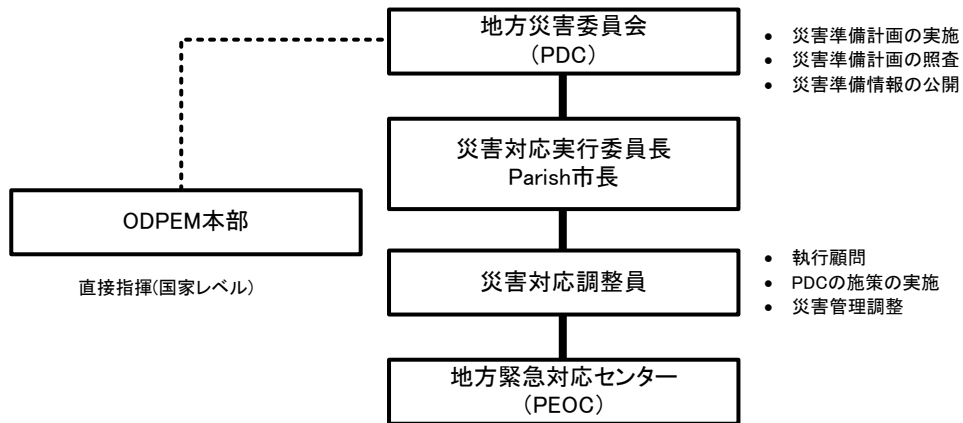 地方災害委員会
(PDC)
• 災害準備計画の実施
• 災害準備計画の照査
• 災害準備情報の公開
災害対応実行委員長
Parish市長
ODPEM本部
直接指揮(国家レベル)
災害対応調整員
• 執行顧問
• PDCの施策の実施
• 災害管理調整
地方緊急対応センター
(PEOC)